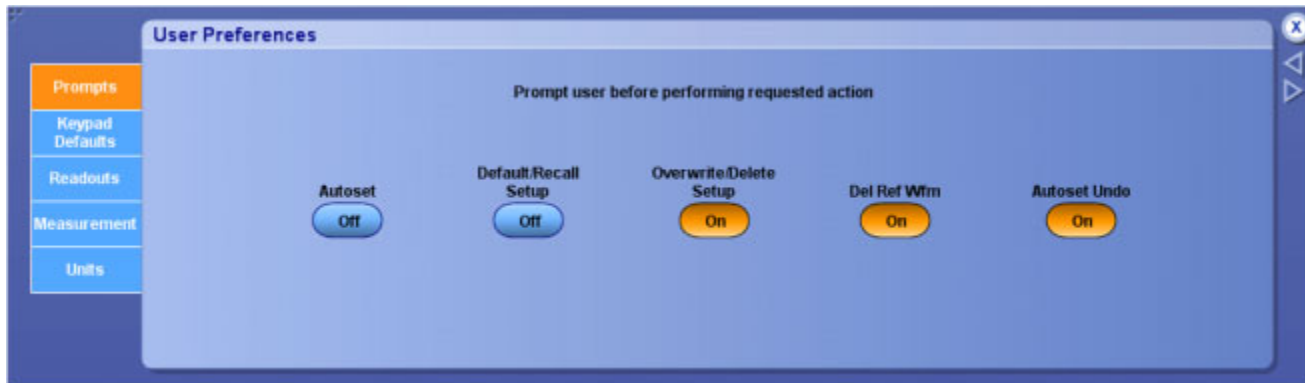 User Preferences
X
Prompts
Keypad
Defaults
Readouts
Measurement
Units
Prompt user before performing requested action
Autoset
Off
Default/Recall
Setup
Off
Overwrite/Delete
Setup
On
Del Ref Wfm
On
Autoset Undo
On